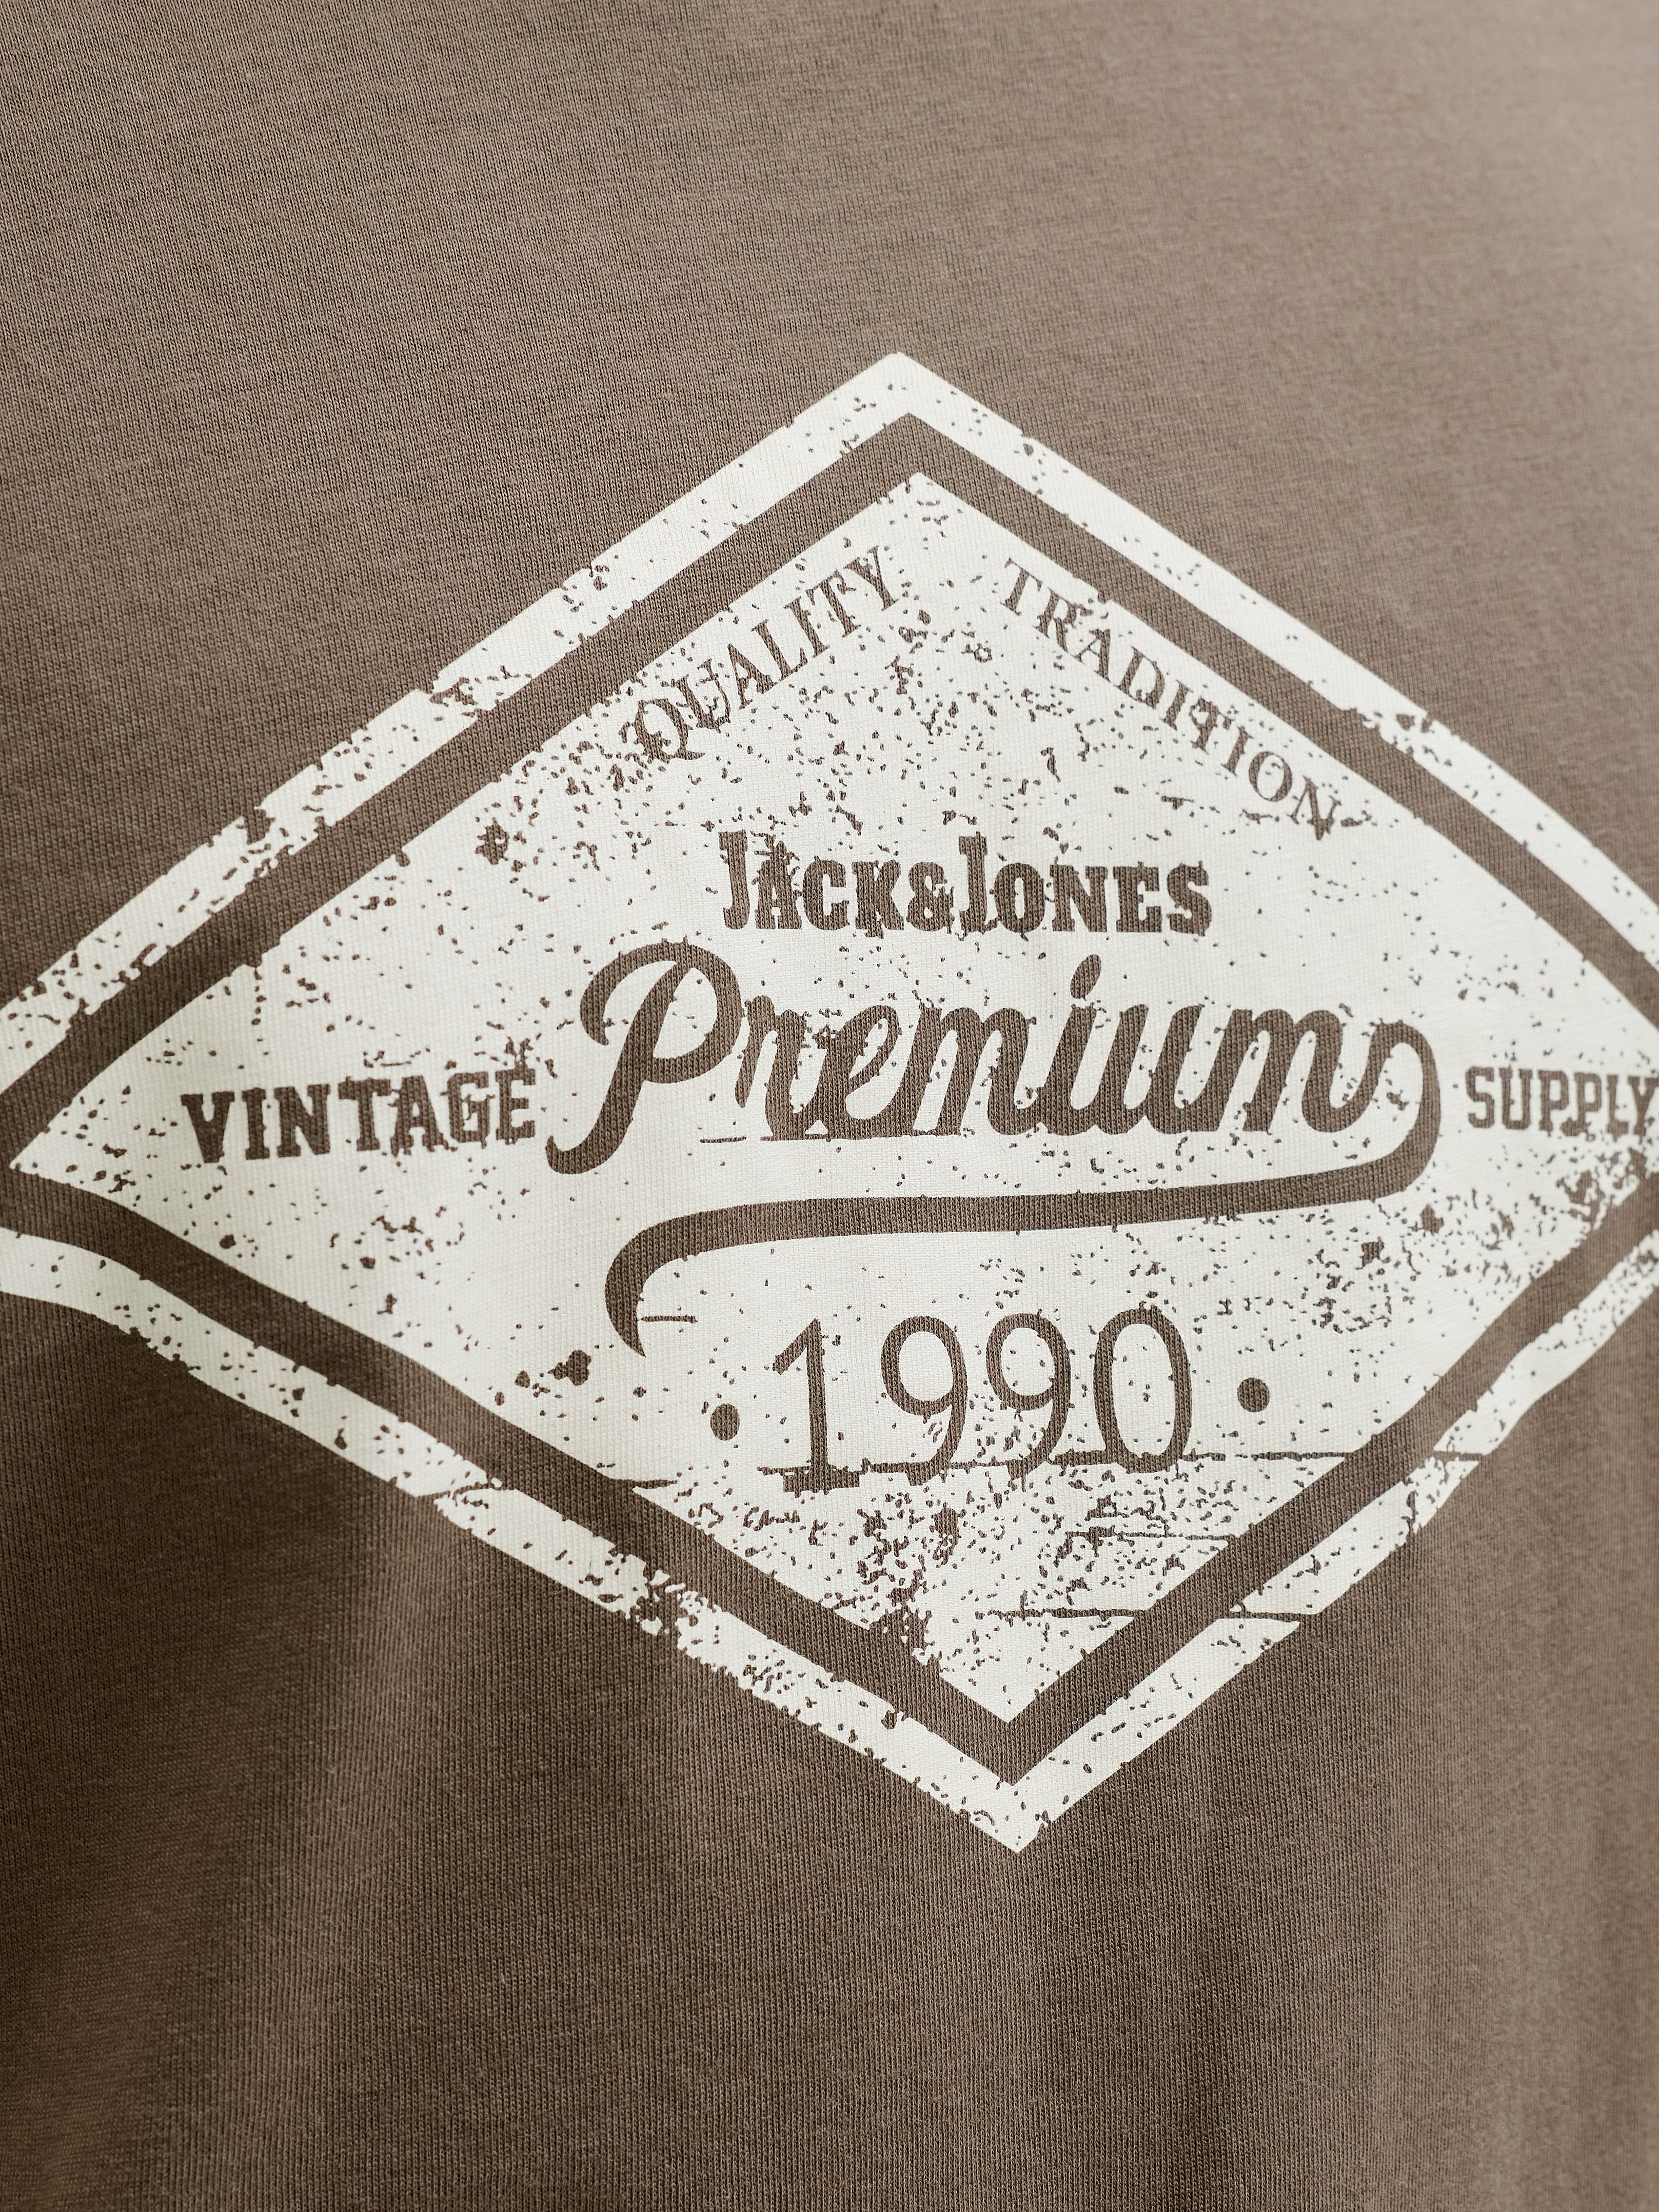 QUALITY TRADITION
JACK&JONES
VINTAGE Premium SUPPLY
• 1990 •